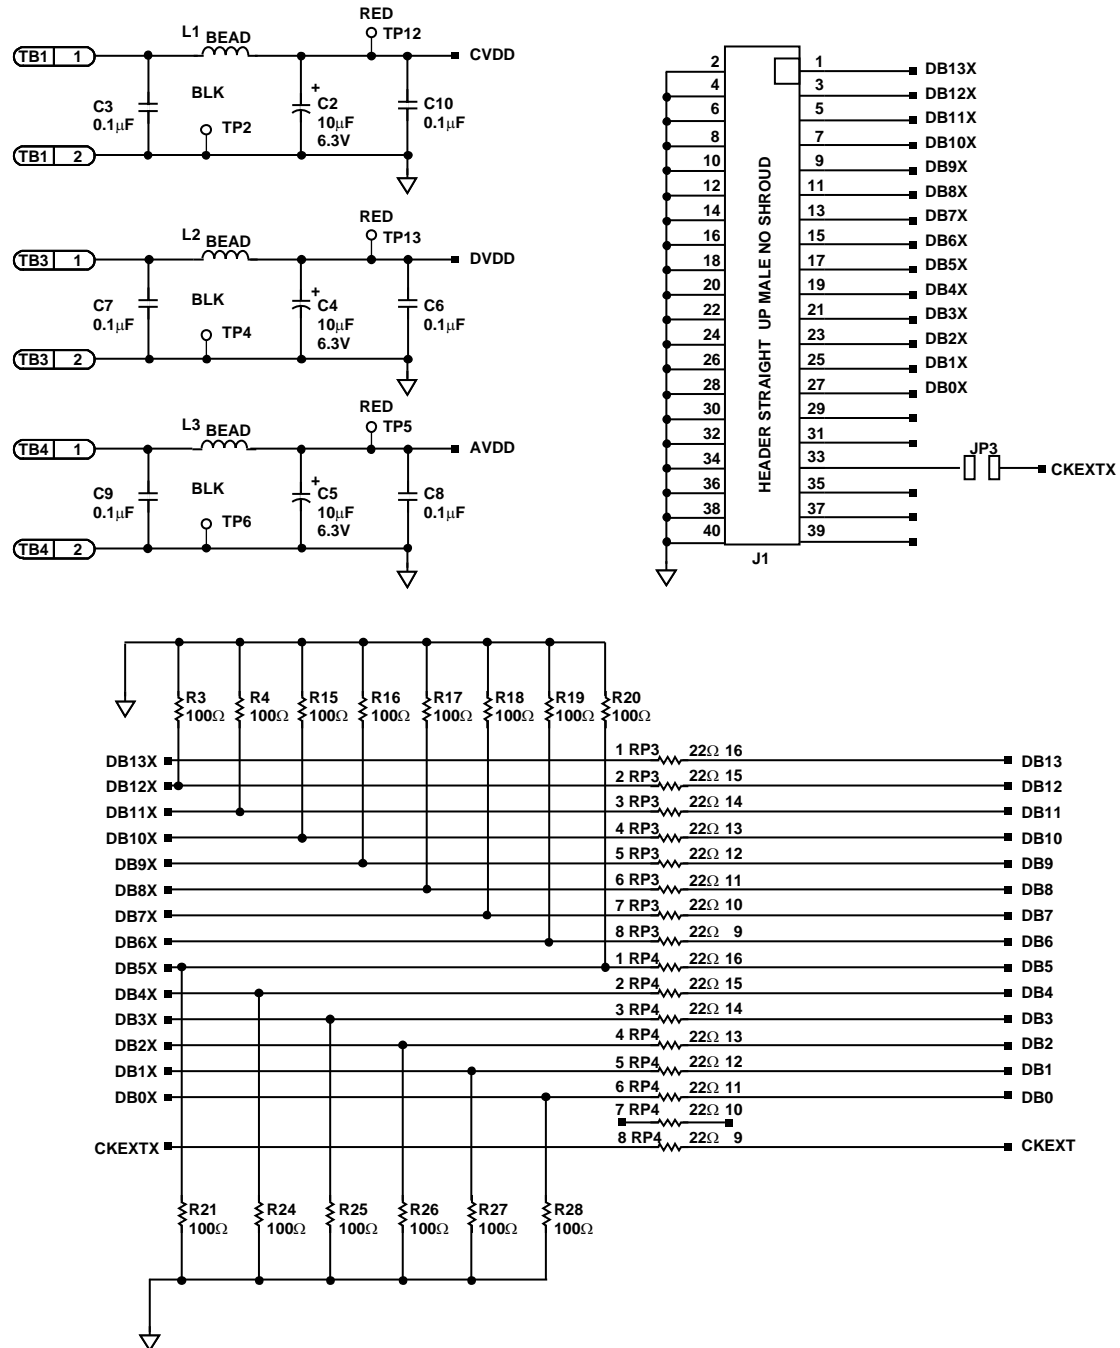 RED
L1 BEAD TP12
TB1 1 CVDD
C3 0.1μF
BLK
TP2
+ C2 10μF 6.3V
C10 0.1μF
TB1 2
RED
L2 BEAD TP13
TB3 1 DVDD
C7 0.1μF
BLK
TP4
+ C4 10μF 6.3V
C6 0.1μF
TB3 2
RED
L3 BEAD TP5
TB4 1 AVDD
C9 0.1μF
BLK
TP6
+ C5 10μF 6.3V
C8 0.1μF
TB4 2
2 1 DB13X
4 3 DB12X
6 5 DB11X
8 7 DB10X
10 9 DB9X
12 11 DB8X
14 13 DB7X
16 15 DB6X
18 17 DB5X
20 19 DB4X
22 21 DB3X
24 23 DB2X
26 25 DB1X
28 27 DB0X
30 29
32 31
34 33 JP3 CKEXTX
36 35
38 37
40 39
HEADER STRAIGHT UP MALE NO SHROUD
J1
R3 R4 R15 R16 R17 R18 R19 R20
100Ω 100Ω 100Ω 100Ω 100Ω 100Ω 100Ω 100Ω
DB13X 1 RP3 22Ω 16 DB13
DB12X 2 RP3 22Ω 15 DB12
DB11X 3 RP3 22Ω 14 DB11
DB10X 4 RP3 22Ω 13 DB10
DB9X 5 RP3 22Ω 12 DB9
DB8X 6 RP3 22Ω 11 DB8
DB7X 7 RP3 22Ω 10 DB7
DB6X 8 RP3 22Ω 9 DB6
DB5X 1 RP4 22Ω 16 DB5
DB4X 2 RP4 22Ω 15 DB4
DB3X 3 RP4 22Ω 14 DB3
DB2X 4 RP4 22Ω 13 DB2
DB1X 5 RP4 22Ω 12 DB1
DB0X 6 RP4 22Ω 11 DB0
7 RP4 22Ω 10
CKEXTX 8 RP4 22Ω 9 CKEXT
R21 R24 R25 R26 R27 R28
100Ω 100Ω 100Ω 100Ω 100Ω 100Ω